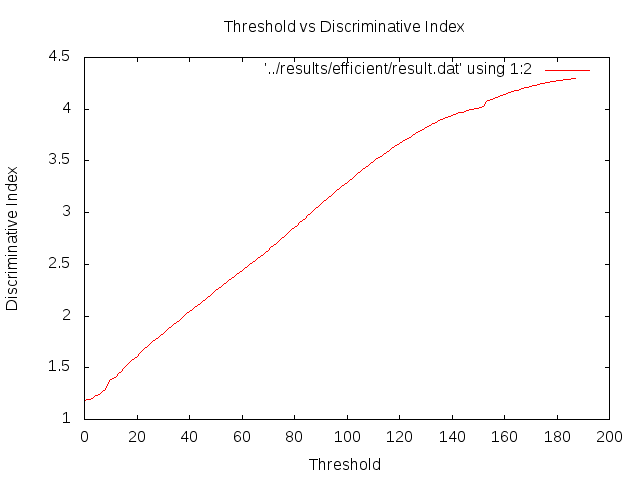 Threshold vs Discriminative Index
'../results/efficient/result.dat' using 1:2
Discriminative Index
4.5
4
3.5
3
2.5
2
1.5
1
0 20 40 60 80 100 120 140 160 180 200
Threshold